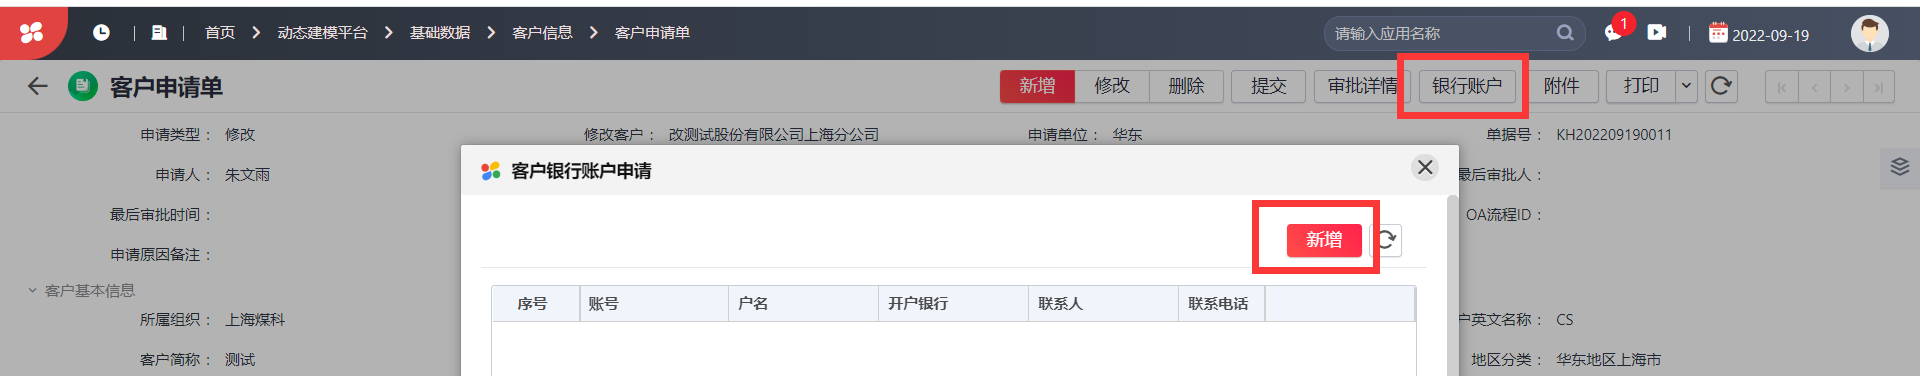 首页 动态建模平台 基础数据 客户信息 客户申请单 请输入应用名称 1 2022-09-19
客户申请单 新增 修改 删除 提交 审批详情 银行账户 附件 打印
申请类型： 修改 修改客户： 改测试股份有限公司上海分公司 申请单位： 华东 单据号： KH202209190011
客户银行账户申请
申请人： 朱文雨 最后审批人：
最后审批时间： OA流程ID：
新增
申请原因备注：
客户基本信息
序号 账号 户名 开户银行 联系人 联系电话
所属组织： 上海煤科 户英文名称： CS
客户简称： 测试 地区分类： 华东地区上海市